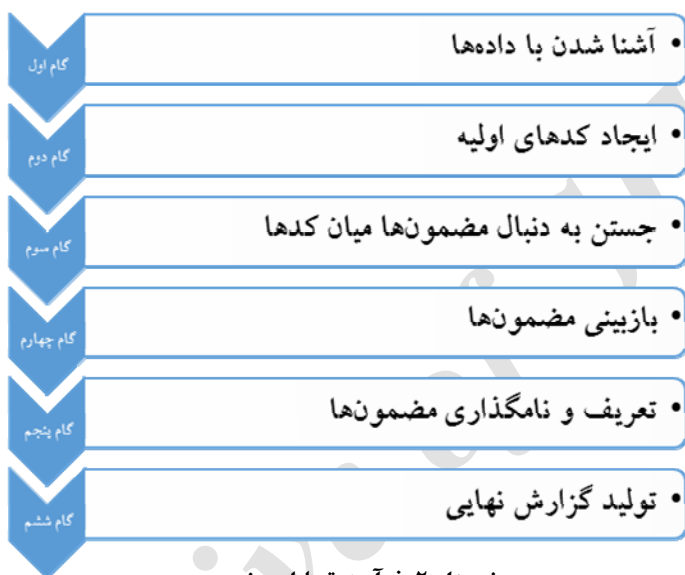 گام اول
• آشنا شدن با داده‌ها
گام دوم
• ایجاد کدهای اولیه
گام سوم
• جستن به دنبال مضمون‌ها میان کدها
گام چهارم
• بازبینی مضمون‌ها
گام پنجم
• تعریف و نامگذاری مضمون‌ها
گام ششم
• تولید گزارش نهایی